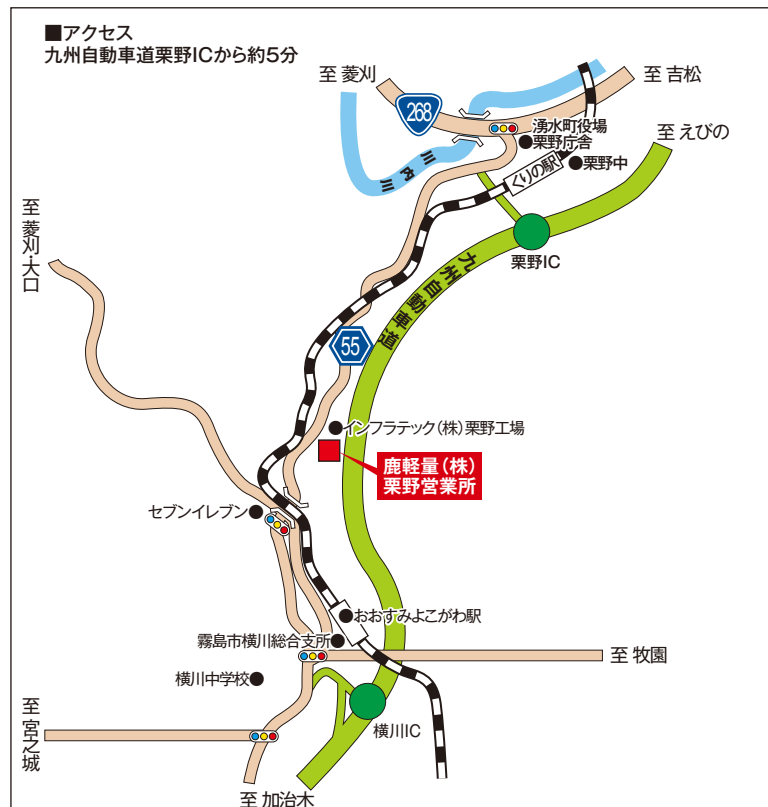 ■アクセス
九州自動車道栗野ICから約5分
至 菱刈
至 吉松
268
湧水町役場
栗野庁舎
至 えびの
川内川
くりの駅
栗野中
至 菱刈・大口
栗野IC
九州自動車道
55
インフラテック(株)栗野工場
鹿軽量(株)
栗野営業所
セブンイレブン
おおすみよこがわ駅
霧島市横川総合支所
至 牧園
横川中学校
至 宮之城
横川IC
至 加治木